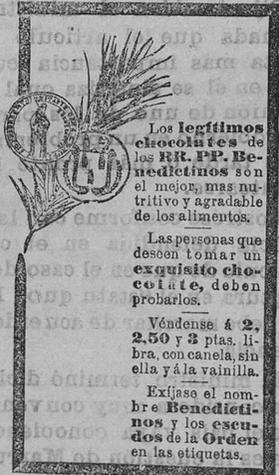 Los legítimos
chocolates de
los RR. PP. Be-
nedictinos son
el mejor, mas nu-
tritivo y agradable
de los alimentos.
Las personas que
deseen tomar un
exquisito cho-
colate, deben
probarlos.
Véndense á 2,
2,50 y 3 ptas. li-
bra, con canela, sin
ella y á la vainilla.
Exíjase el nom-
bre Benedicti-
nos y los escu-
dos de la Orden
en las etiquetas.